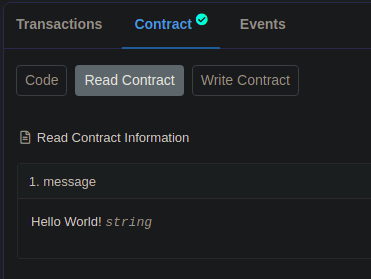 Transactions Contract Events
Code Read Contract Write Contract
Read Contract Information
1. message
Hello World! string